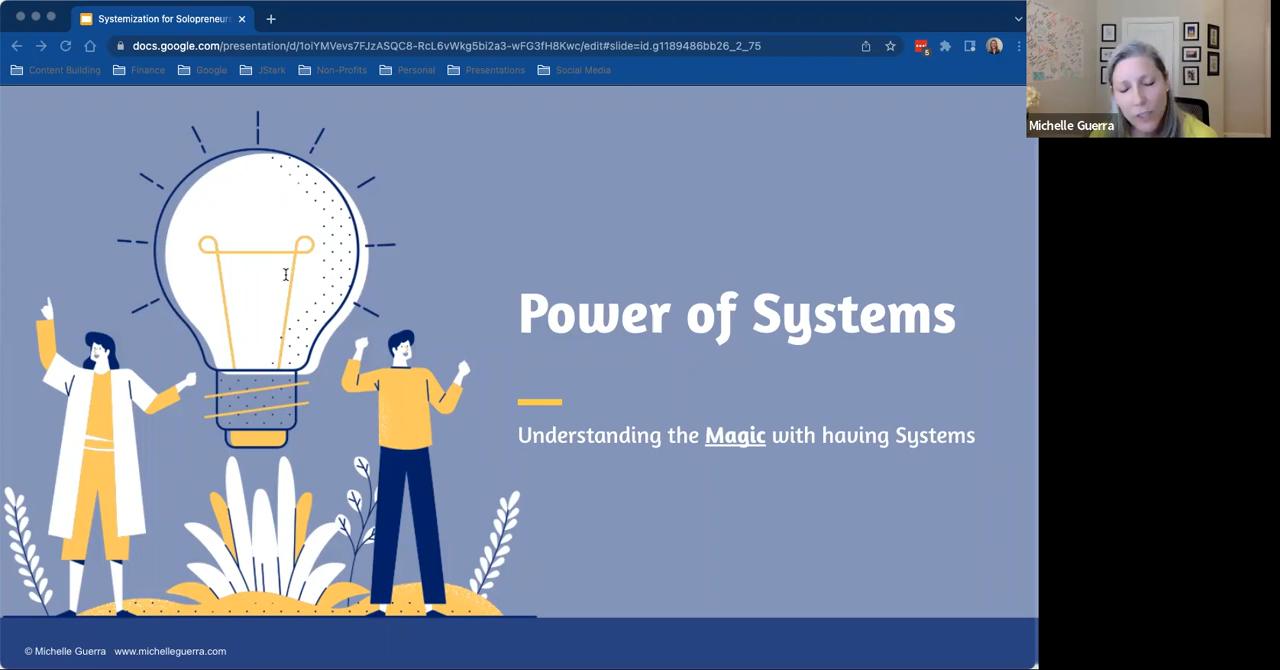 Systemization for Solopreneurs
docs.google.com/presentation/d/1oiYMVevs7FJzASQC8-RcL6vWkg5bi2a3-wFG3fH8Kwc/edit#slide=id.g1189486bb26_2_75
5
Content Building Finance Google JStark Non-Profits Personal Presentations Social Media
Michelle Guerra
Power of Systems
Understanding the Magic with having Systems
© Michelle Guerra www.michelleguerra.com